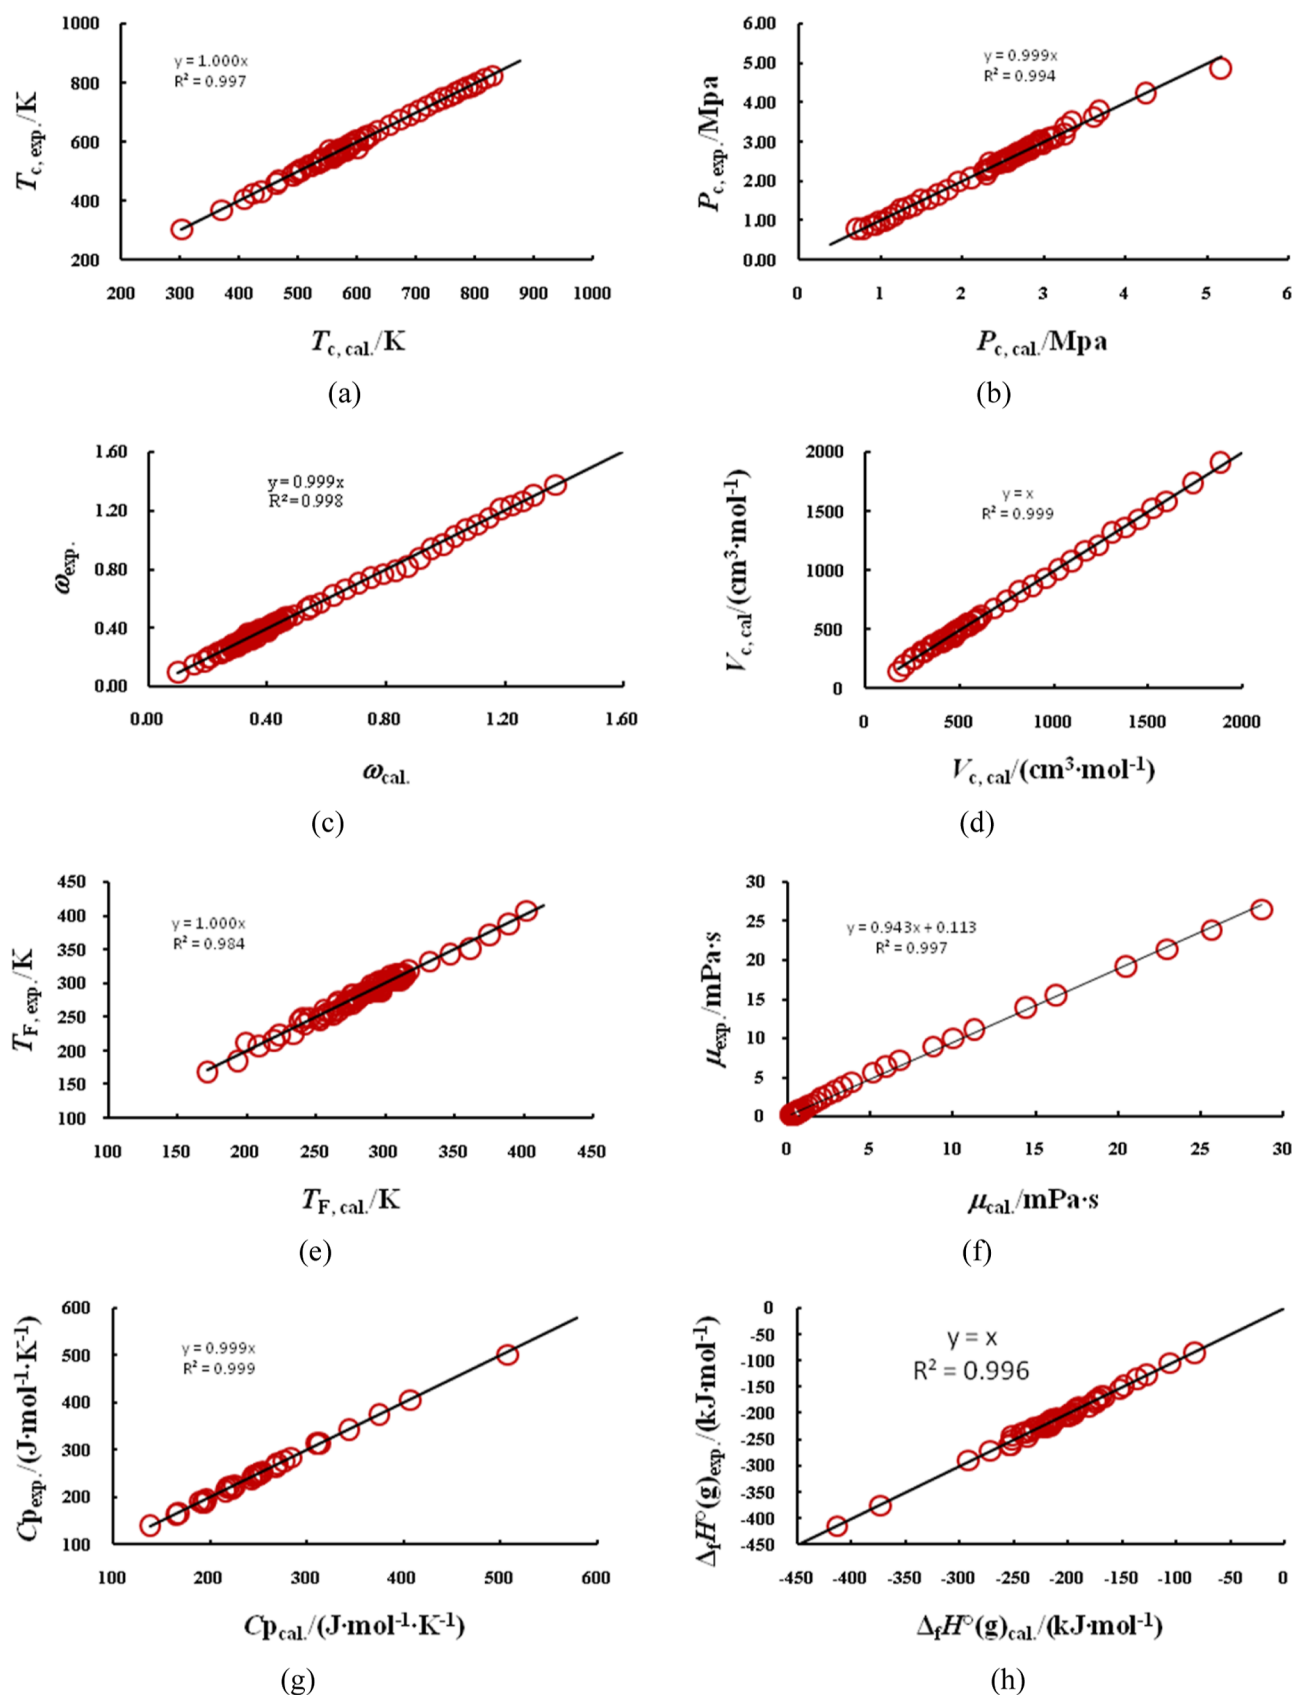 1000
800
600
400
200
T c, exp./K
y = 1.000x
R² = 0.997
200 300 400 500 600 700 800 900 1000
T c, cal./K
(a)
6.00
5.00
4.00
3.00
2.00
1.00
0.00
P c, exp./Mpa
y = 0.999x
R² = 0.994
0 1 2 3 4 5 6
P c, cal./Mpa
(b)
1.60
1.20
0.80
0.40
0.00
ω exp.
y = 0.999x
R² = 0.998
0.00 0.40 0.80 1.20 1.60
ω cal.
(c)
2000
1500
1000
500
0
V c, cal/(cm³·mol⁻¹)
y = x
R² = 0.999
0 500 1000 1500 2000
V c, cal/(cm³·mol⁻¹)
(d)
450
400
350
300
250
200
150
100
T F, exp./K
y = 1.000x
R² = 0.984
100 150 200 250 300 350 400 450
T F, cal./K
(e)
30
25
20
15
10
5
0
μ exp./mPa·s
y = 0.943x + 0.113
R² = 0.997
0 5 10 15 20 25 30
μ cal./mPa·s
(f)
600
500
400
300
200
100
Cp exp./(J·mol⁻¹·K⁻¹)
y = 0.999x
R² = 0.999
100 200 300 400 500 600
Cp cal./(J·mol⁻¹·K⁻¹)
(g)
0
-50
-100
-150
-200
-250
-300
-350
-400
-450
Δ f H°(g) exp./(kJ·mol⁻¹)
y = x
R² = 0.996
-450 -400 -350 -300 -250 -200 -150 -100 -50 0
Δ f H°(g) cal./(kJ·mol⁻¹)
(h)